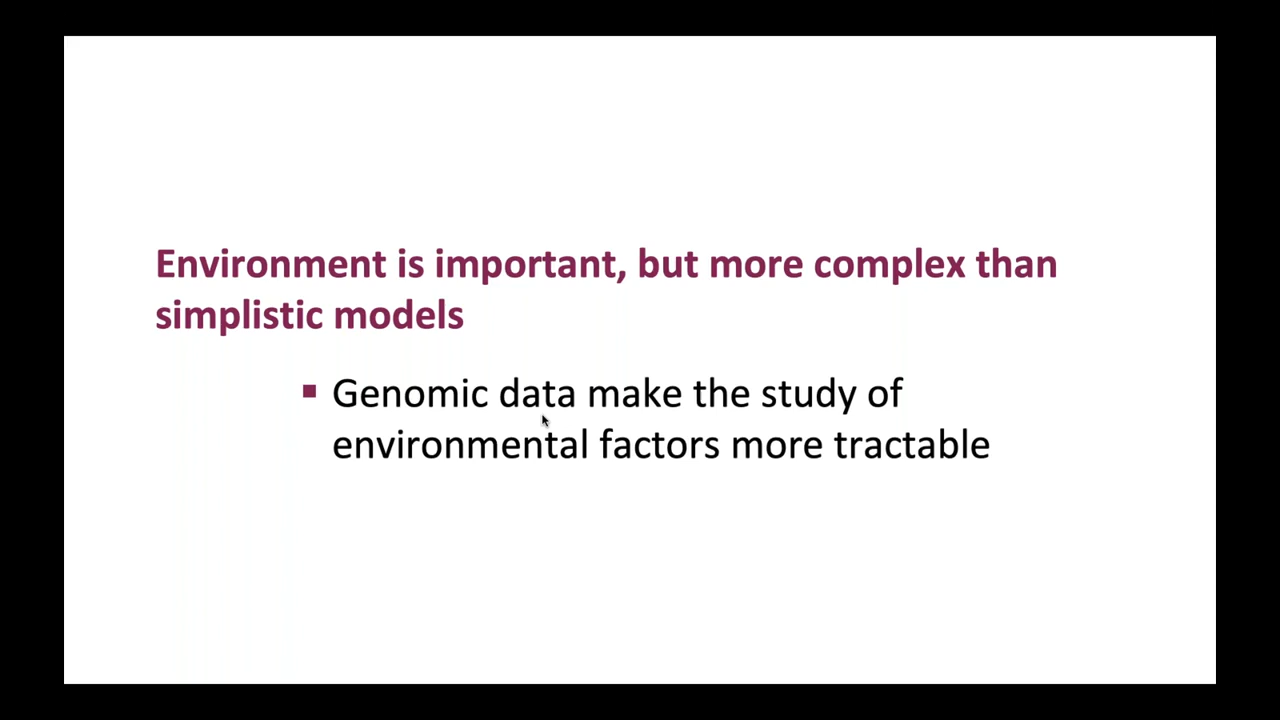 Environment is important, but more complex than
simplistic models
Genomic data make the study of
environmental factors more tractable